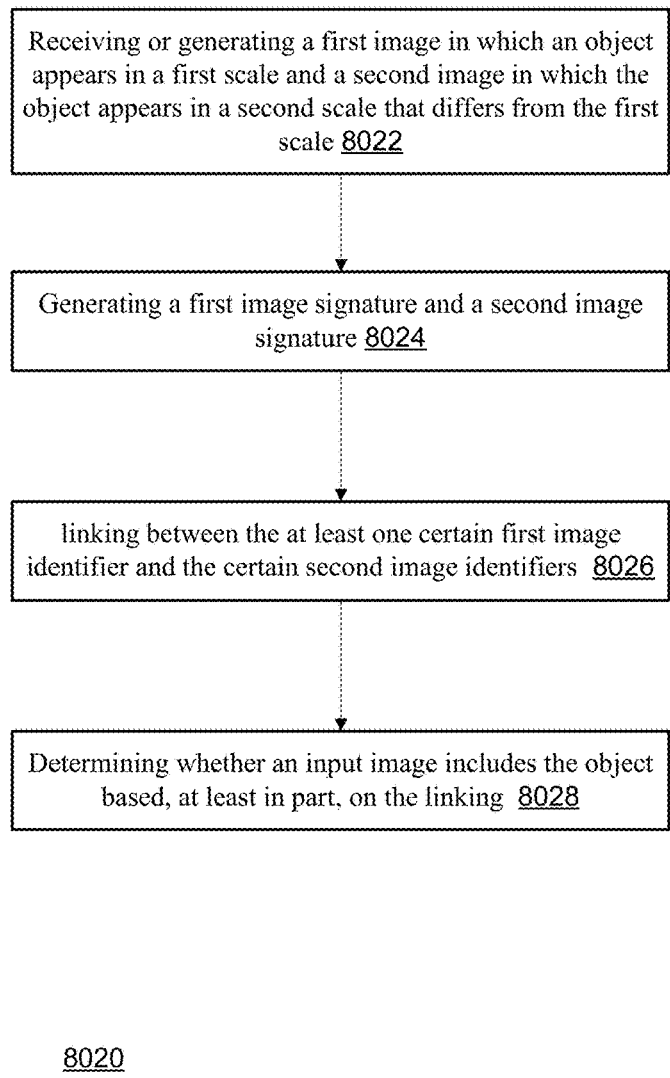 Receiving or generating a first image in which an object
appears in a first scale and a second image in which the
object appears in a second scale that differs from the first
scale 8022
Generating a first image signature and a second image
signature 8024
linking between the at least one certain first image
identifier and the certain second image identifiers 8026
Determining whether an input image includes the object
based, at least in part, on the linking 8028
8020